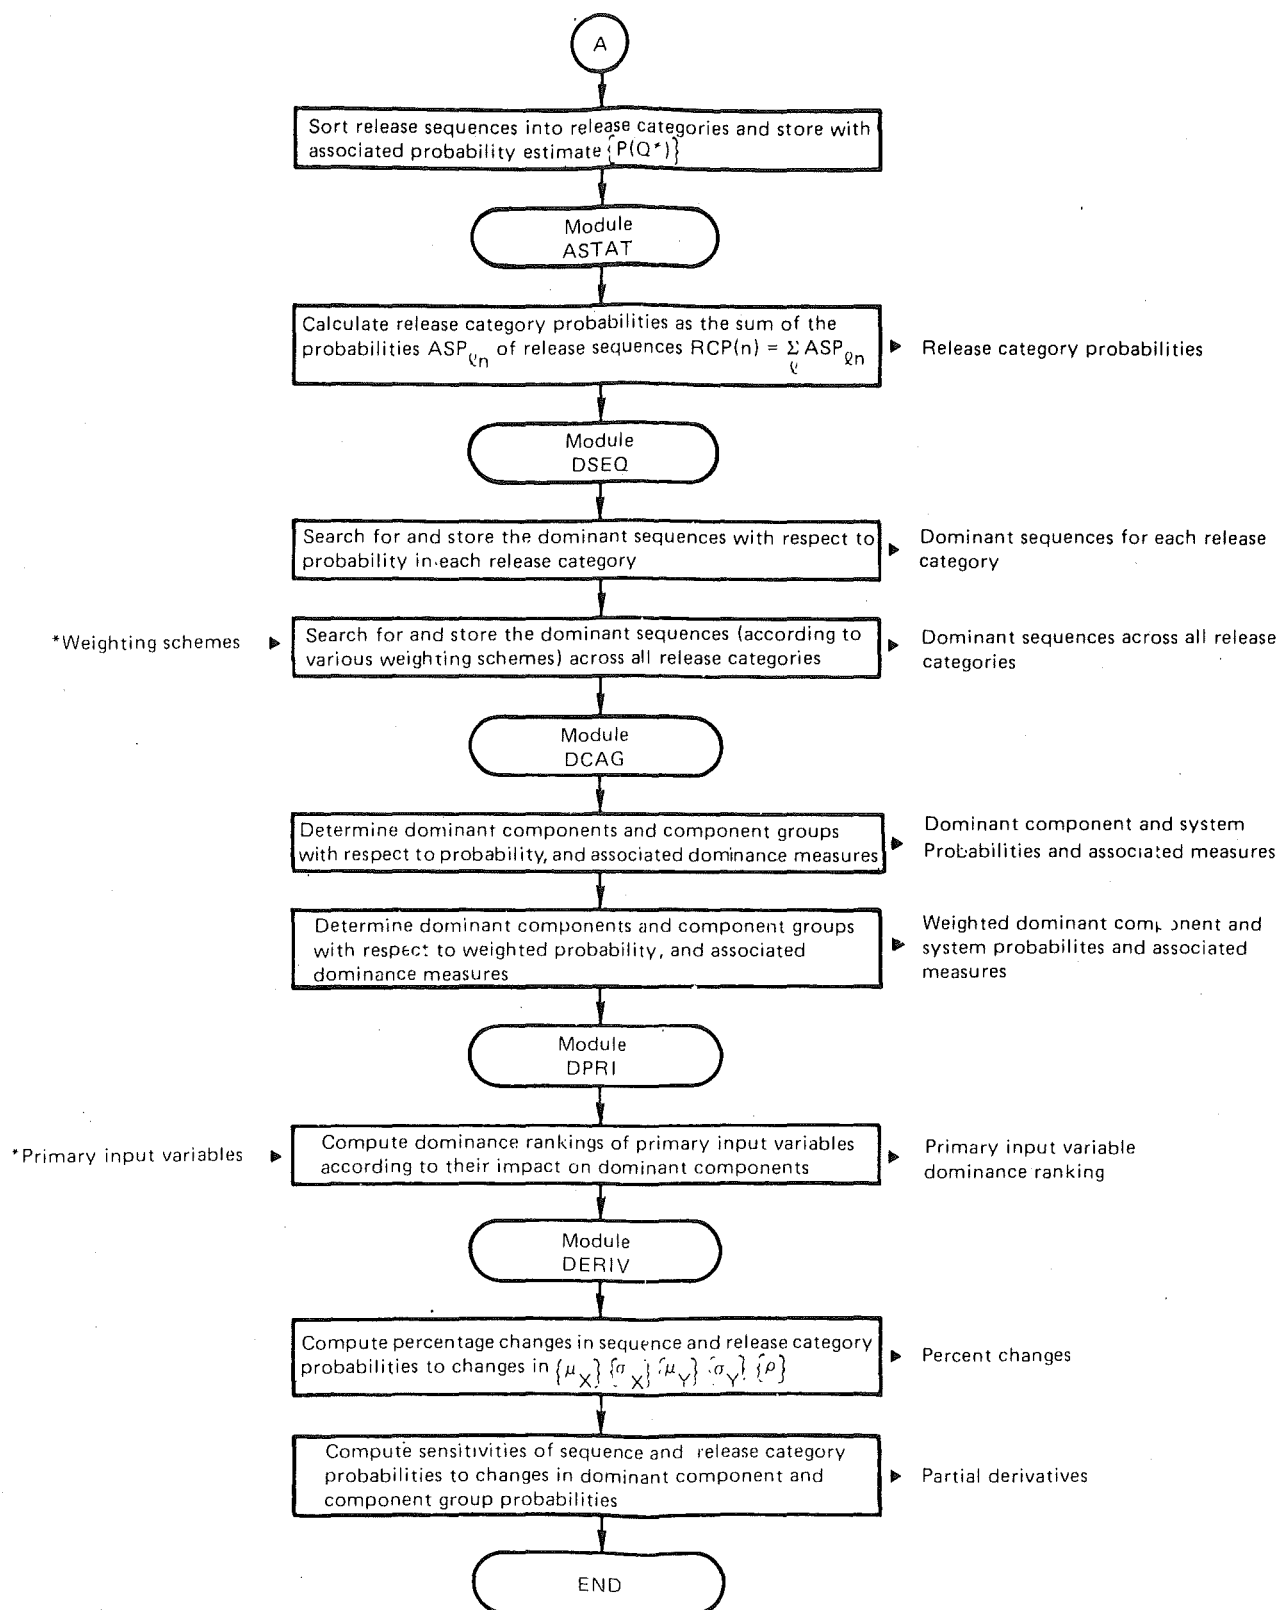 A
Sort release sequences into release categories and store with
associated probability estimate {P(Q*)}
Module
ASTAT
Calculate release category probabilities as the sum of the
probabilities ASP_ℓn of release sequences RCP(n) = Σ_ℓ ASP_ℓn
Release category probabilities
Module
DSEQ
Search for and store the dominant sequences with respect to
probability in each release category
Dominant sequences for each release
category
*Weighting schemes
Search for and store the dominant sequences (according to
various weighting schemes) across all release categories
Dominant sequences across all release
categories
Module
DCAG
Determine dominant components and component groups
with respect to probability, and associated dominance measures
Dominant component and system
Probabilities and associated measures
Determine dominant components and component groups
with respect to weighted probability, and associated
dominance measures
Weighted dominant component and
system probabilites and associated
measures
Module
DPRI
*Primary input variables
Compute dominance rankings of primary input variables
according to their impact on dominant components
Primary input variable
dominance ranking
Module
DERIV
Compute percentage changes in sequence and release category
probabilities to changes in {μ_X} {σ_X} {μ_Y} {σ_Y} {ρ}
Percent changes
Compute sensitivities of sequence and release category
probabilities to changes in dominant component and
component group probabilities
Partial derivatives
END